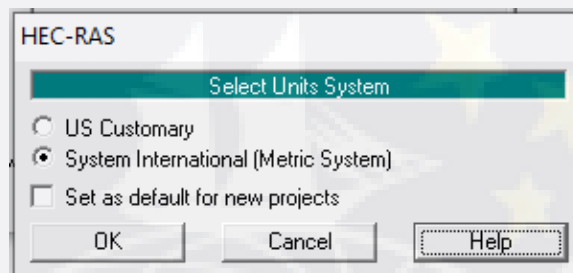 HEC-RAS
Select Units System
US Customary
System International (Metric System)
Set as default for new projects
OK Cancel Help